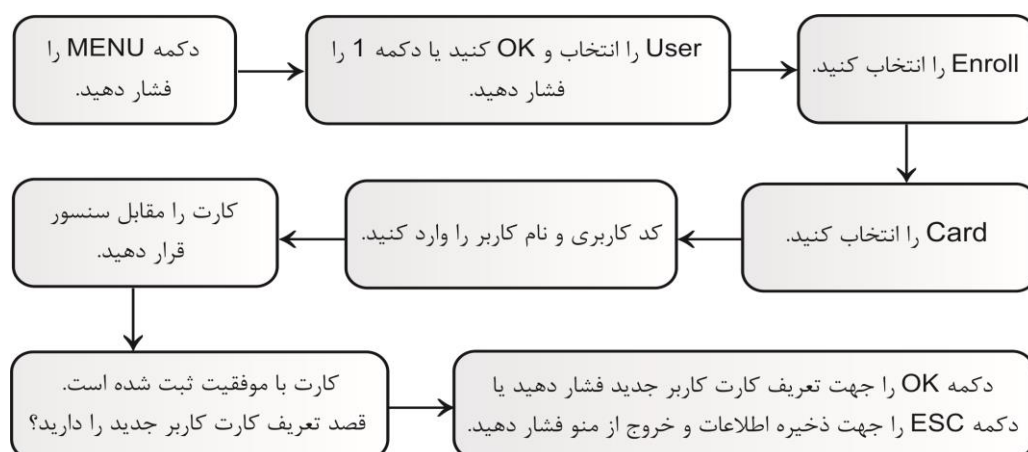 دکمه MENU را
فشار دهید.
User را انتخاب و OK کنید یا دکمه 1 را
فشار دهید.
Enroll را انتخاب کنید.
Card را انتخاب کنید.
کد کاربری و نام کاربر را وارد کنید.
کارت را مقابل سنسور
قرار دهید.
کارت با موفقیت ثبت شده است.
قصد تعریف کارت کاربر جدید را دارید؟
دکمه OK را جهت تعریف کارت کاربر جدید فشار دهید یا
دکمه ESC را جهت ذخیره اطلاعات و خروج از منو فشار دهید.